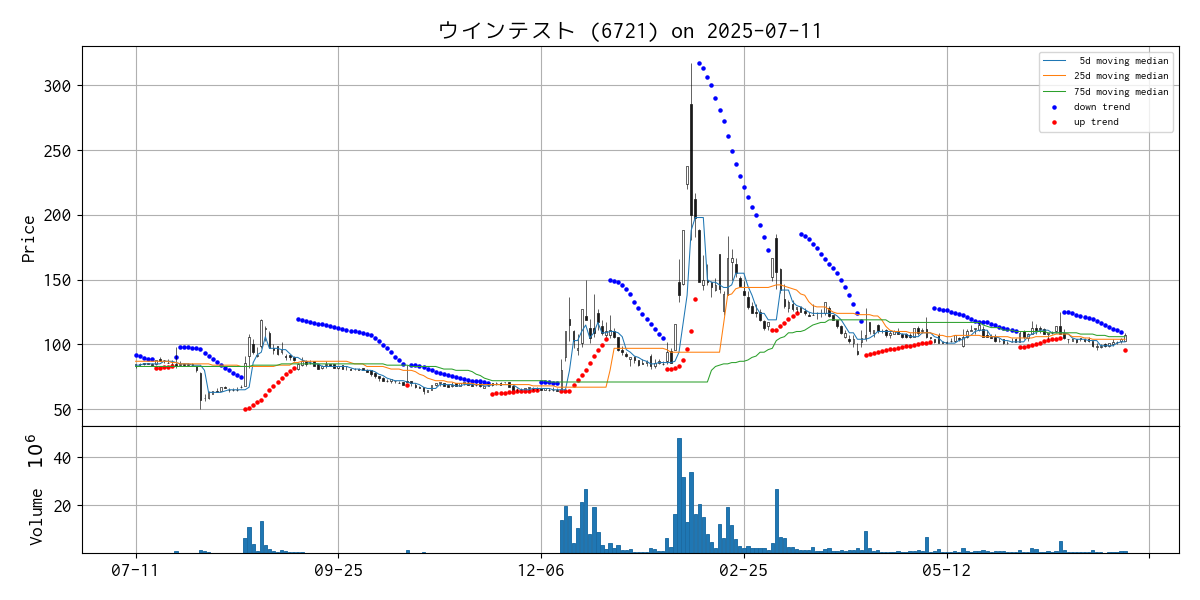 ウインテスト (6721) on 2025-07-11
5d moving median
25d moving median
75d moving median
down trend
up trend
Price
300
250
200
150
100
50
Volume 10^6
40
20
07-11
09-25
12-06
02-25
05-12